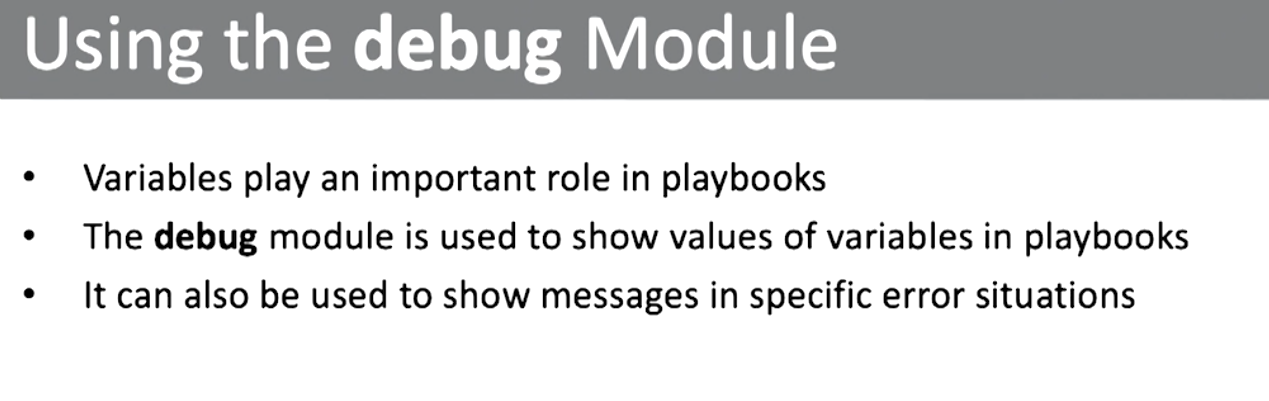 Using the debug Module
• Variables play an important role in playbooks
• The debug module is used to show values of variables in playbooks
• It can also be used to show messages in specific error situations